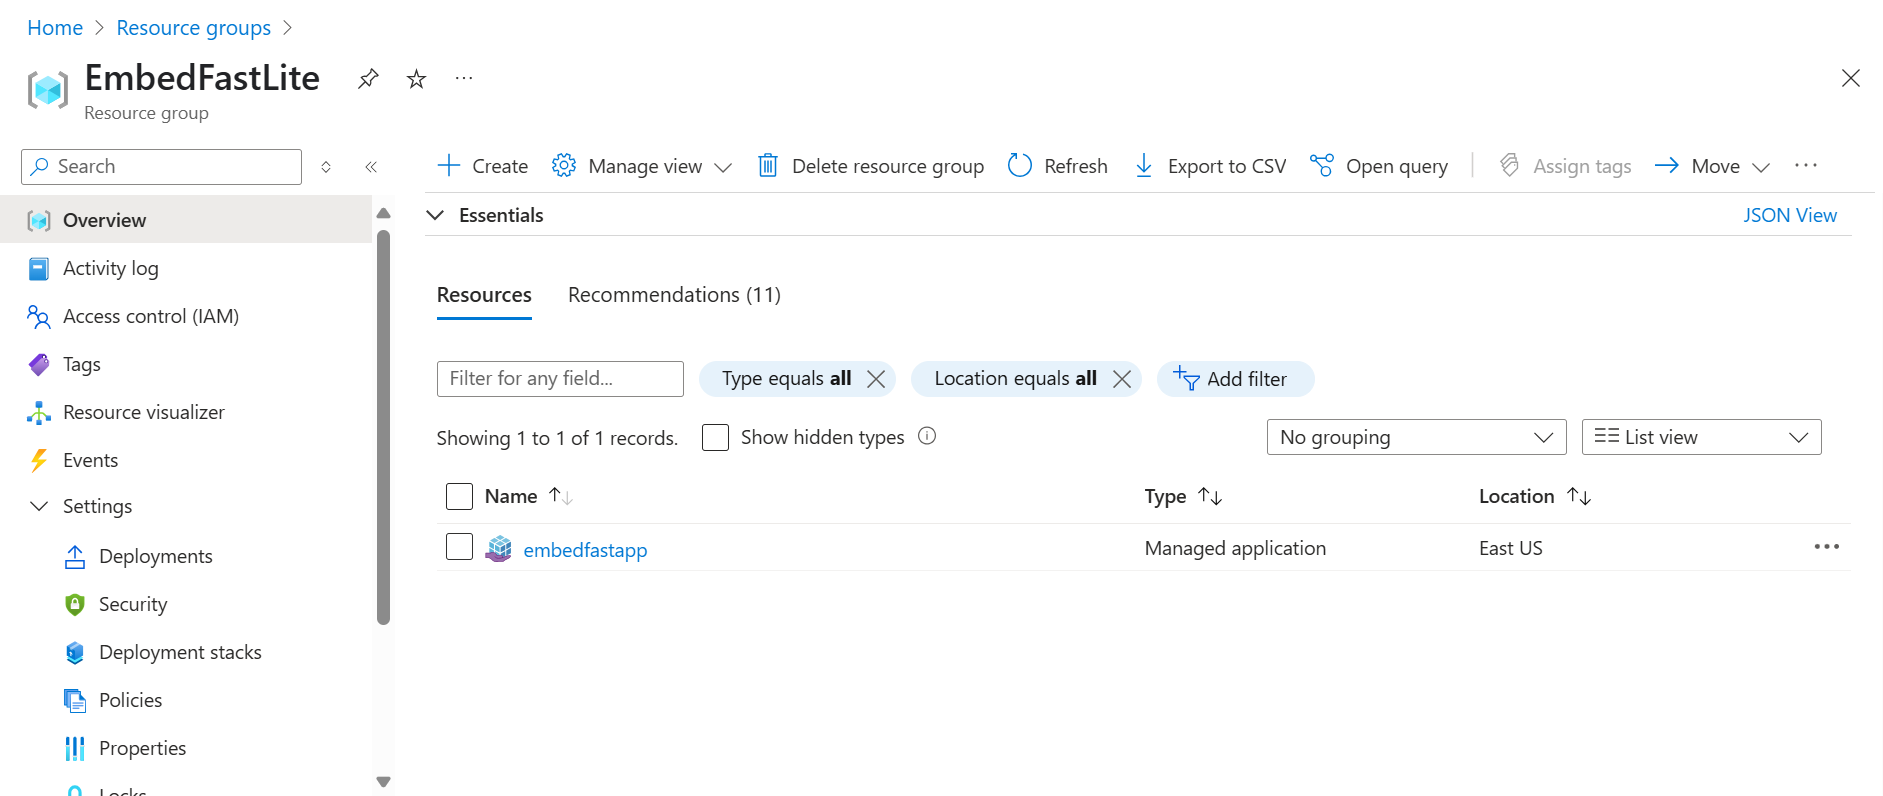 Home
Resource groups
EmbedFastLite
Resource group
Search
Create
Manage view
Delete resource group
Refresh
Export to CSV
Open query
Assign tags
Move
Overview
Activity log
Access control (IAM)
Tags
Resource visualizer
Events
Settings
Deployments
Security
Deployment stacks
Policies
Properties
Locks
Essentials
JSON View
Resources
Recommendations (11)
Filter for any field...
Type equals all
Location equals all
Add filter
Showing 1 to 1 of 1 records.
Show hidden types
No grouping
List view
Name
Type
Location
embedfastapp
Managed application
East US